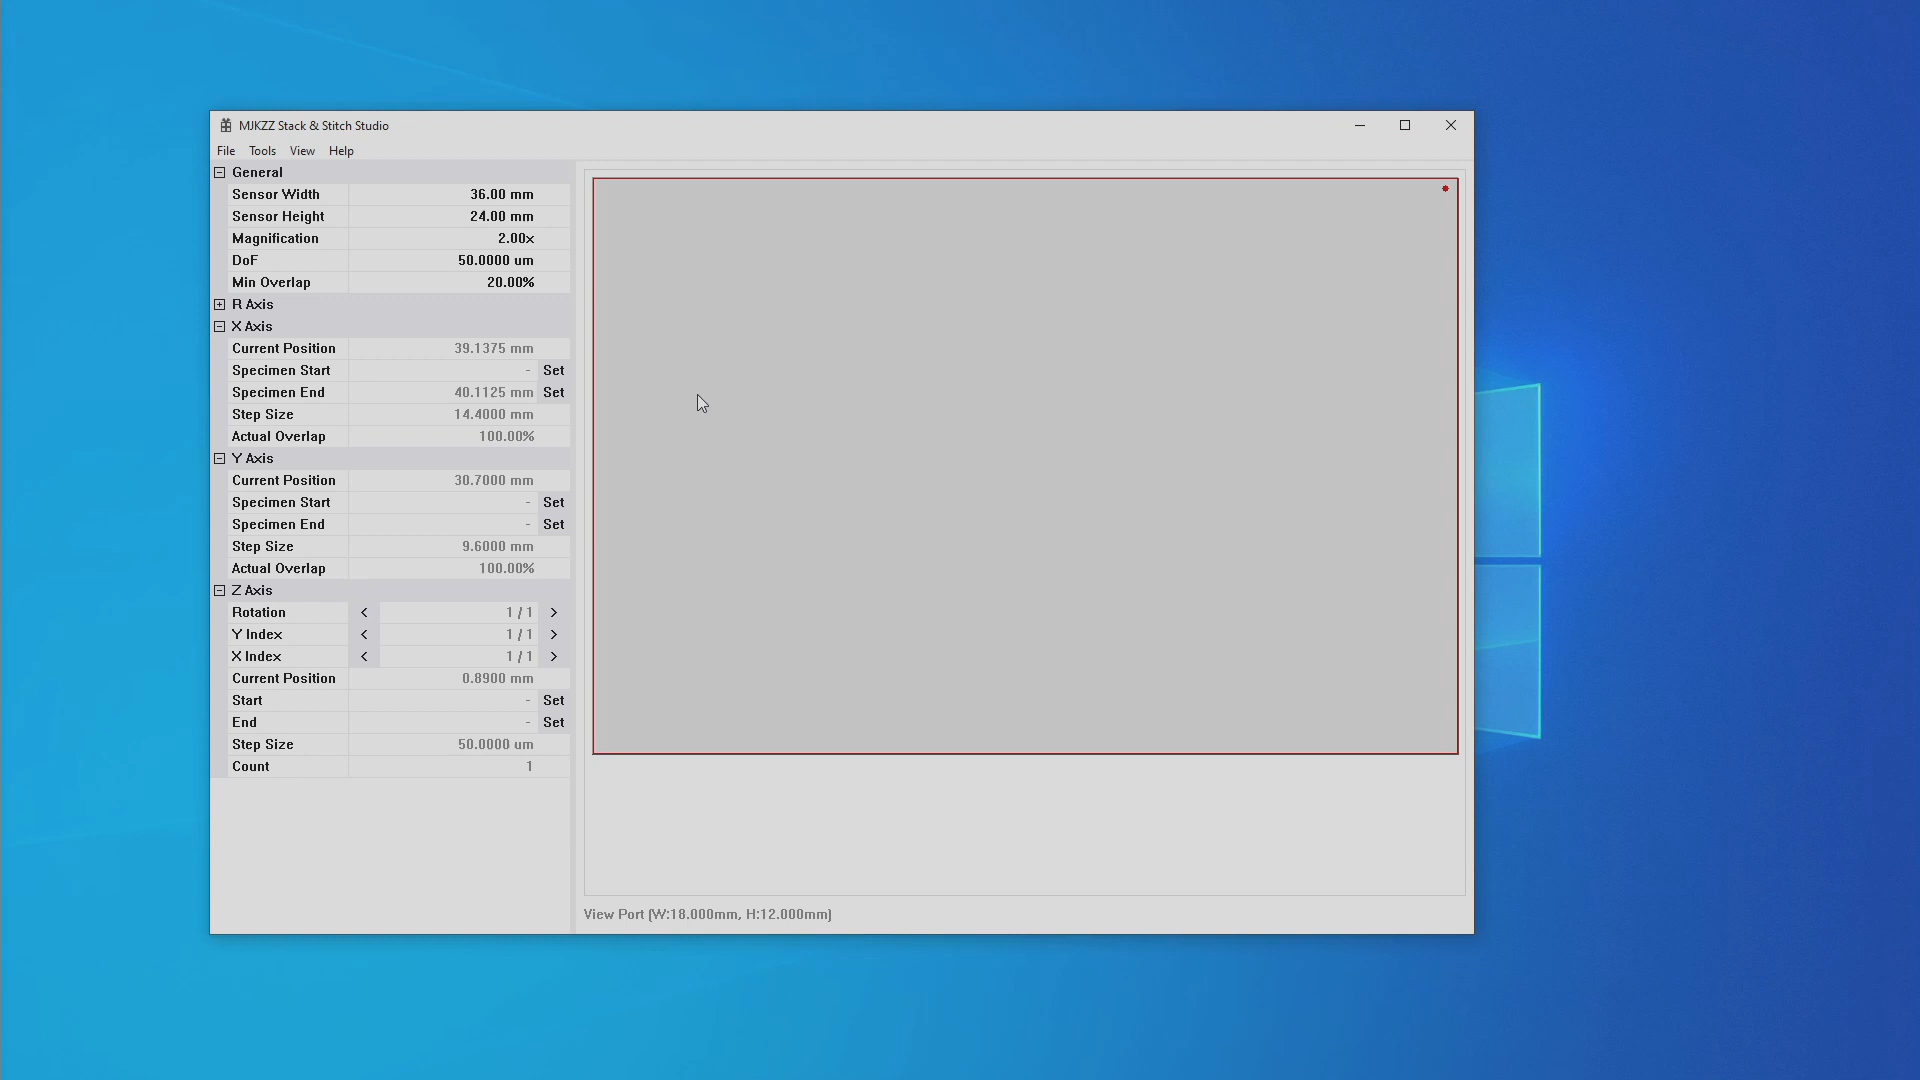 MJKZZ Stack & Stitch Studio
File Tools View Help
General
Sensor Width 36.00 mm
Sensor Height 24.00 mm
Magnification 2.00x
DoF 50.0000 um
Min Overlap 20.00%
R Axis
X Axis
Current Position 39.1375 mm
Specimen Start - Set
Specimen End 40.1125 mm Set
Step Size 14.4000 mm
Actual Overlap 100.00%
Y Axis
Current Position 30.7000 mm
Specimen Start - Set
Specimen End - Set
Step Size 9.6000 mm
Actual Overlap 100.00%
Z Axis
Rotation < 1 / 1 >
Y Index < 1 / 1 >
X Index < 1 / 1 >
Current Position 0.8900 mm
Start - Set
End - Set
Step Size 50.0000 um
Count 1
View Port (W:18.000mm, H:12.000mm)